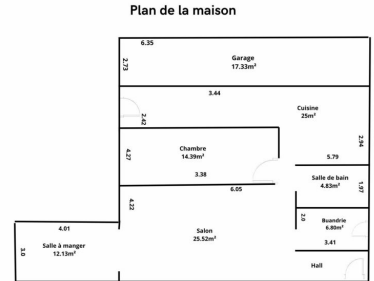 Plan de la maison
6.35
Garage
17.33m²
2.73
3.44
Cuisine
25m²
2.42
2.94
Chambre
14.39m²
4.27
5.79
3.38
Salle de bain
4.83m²
1.97
6.05
4.22
2.0
Buandrie
6.80m²
4.01
Salon
25.52m²
3.41
Salle à manger
12.13m²
3.0
Hall